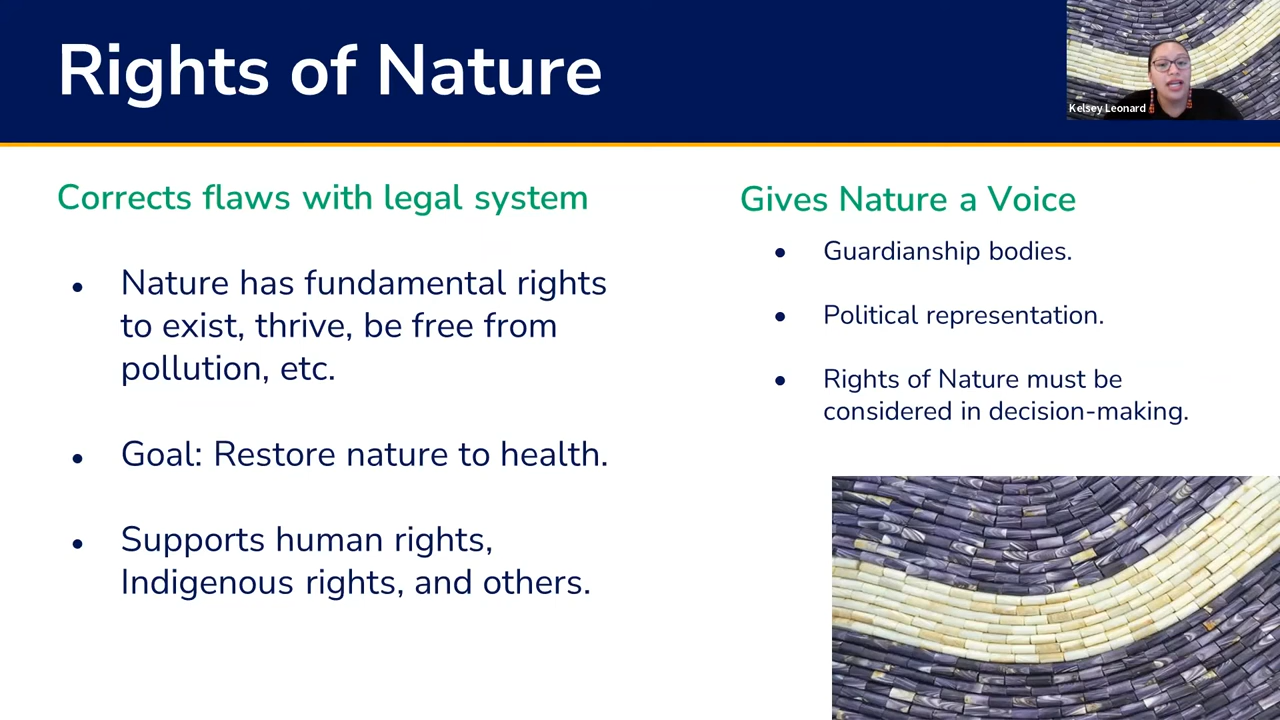 Rights of Nature
Kelsey Leonard
Corrects flaws with legal system
• Nature has fundamental rights
to exist, thrive, be free from
pollution, etc.
• Goal: Restore nature to health.
• Supports human rights,
Indigenous rights, and others.
Gives Nature a Voice
• Guardianship bodies.
• Political representation.
• Rights of Nature must be
considered in decision-making.